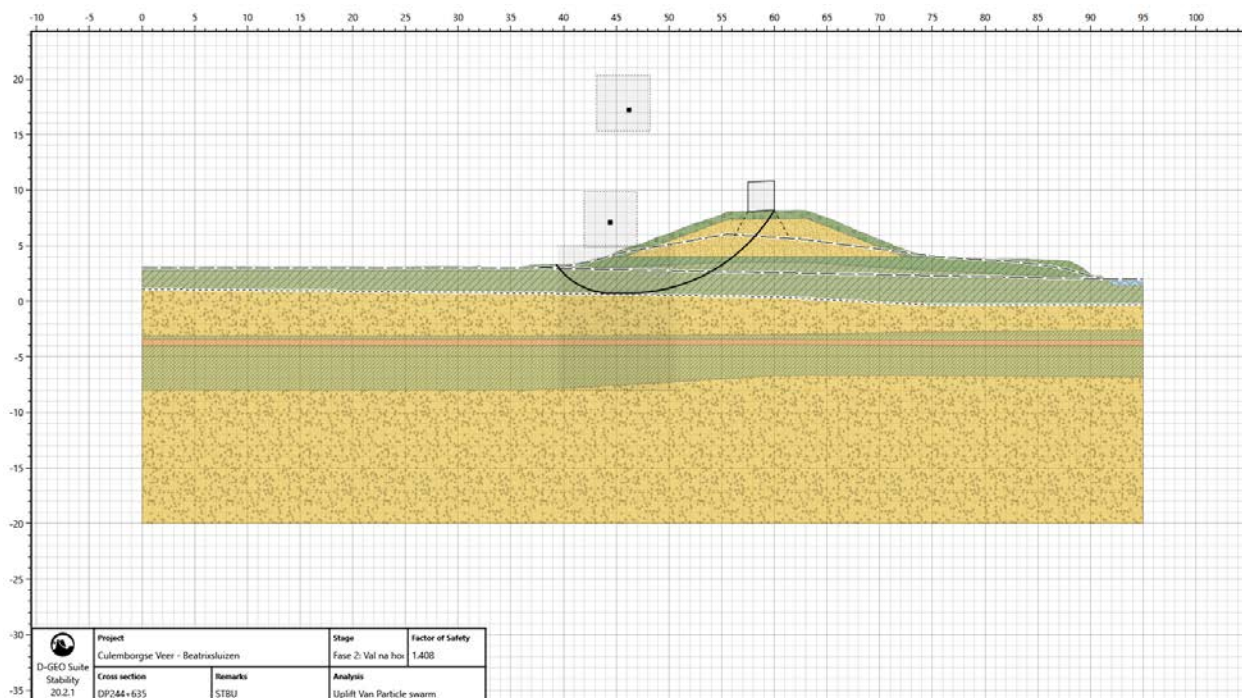 -10 -5 0 5 10 15 20 25 30 35 40 45 50 55 60 65 70 75 80 85 90 95 100
20
15
10
5
0
-5
-10
-15
-20
-25
-30
-35
D-GEO Suite
Stability
20.2.1
Project
Culemborgse Veer - Beatrixsluizen
Stage
Fase 2: Val na ho
Factor of Safety
1.408
Cross section
DP244+635
Remarks
STBU
Analysis
Uplift Van Particle swarm